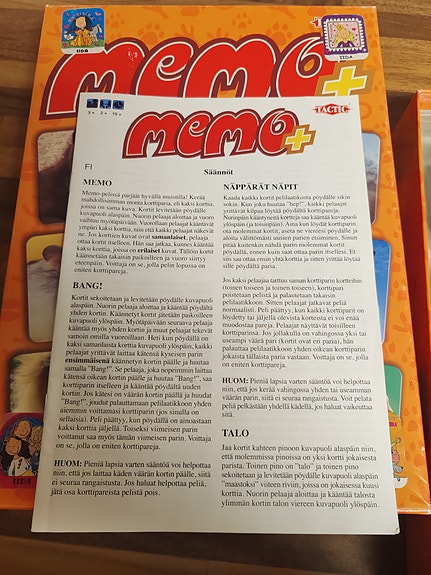 IIDA
TACTIC
MEMO+
IIDA
3+ 2+ 15+
TACTIC
MEMO+
FI
Säännöt
MEMO
Memo-pelissä pärjää hyvällä muistilla! Kerää
mahdollisimman monta korttiparia, eli kaksi korttia,
joissa on sama kuva. Kortit levitetään pöydälle
kuvapuoli alaspäin. Nuorin pelaaja aloittaa ja vuoro
vaihtuu myötäpäivään. Vuorollaan pelaajat kääntävät
ympäri kaksi korttia, niin että kaikki pelaajat näkevät
ne. Jos korttien kuvat ovat samanlaiset, pelaaja
ottaa kortit itselleen. Hän saa jatkaa, kunnes kääntää
kaksi korttia, joissa on erilaiset kuvat. Tällöin kortit
käännetään takaisin paikoilleen ja vuoro siirtyy
eteenpäin. Voittaja on se, jolla pelin lopussa on
eniten korttipareja.
BANG!
Kortit sekoitetaan ja levitetään pöydälle kuvapuoli
alaspäin. Nuorin pelaaja aloittaa ja kääntää pöydältä
yhden kortin. Käännetyt kortit jätetään paikoilleen
kuvapuoli ylöspäin. Myötäpäivään seuraava pelaaja
kääntää myös yhden kortin ja muut pelaajat tekevät
samoin omilla vuoroillaan. Heti kun pöydällä on
kaksi samanlaista korttia kuvapuoli ylöspäin, kaikki
pelaajat yrittävät laittaa kätensä kyseisen parin
ensimmäisenä käännetyn kortin päälle ja huutaa
samalla "Bang!". Se pelaaja, joka nopeimmin laittaa
kätensä oikean kortin päälle ja huutaa "Bang!", saa
korttiparin itselleen ja kääntää pöydältä uuden
kortin. Jos kätesi on väärän kortin päällä ja huudat
"Bang!", joudut palauttamaan pelilaatikkoon yhden
aiemmin voittamasi korttiparin (jos sinulla on
sellaisia). Peli päättyy, kun pöydällä on ainoastaan
kaksi korttia jäljellä. Toiseksi viimeisen parin
voittanut saa myös tämän viimeisen parin. Voittaja
on se, jolla on eniten korttipareja.
HUOM: Pieniä lapsia varten sääntöä voi helpottaa
niin, että jos laittaa käden väärän kortin päälle, siitä
ei seuraa rangaistusta. Jos haluat helpottaa peliä,
jätä osa korttipareista pelistä pois.
NÄPPÄRÄT NÄPIT
Kaada kaikki kortit pelilaatikosta pöydälle sikin
sokin. Kun joku huutaa "hep!", kaikki pelaajat
yrittävät kilpaa löytää pöydältä korttipareja.
Nurinpäin kääntyneitä kortteja saa kääntää kuvapuoli
ylöspäin (ja toisinpäin). Aina kun löydät korttiparin,
ota molemmat kortit, aseta ne viereesi pöydälle ja
aloita välittömästi uusien parien etsiminen. Sinun
pitää kuitenkin nähdä parin molemmat kortit
pöydällä, ennen kuin saat ottaa parin itsellesi. Et
siis saa ottaa ensin yhtä korttia ja sitten yrittää löytää
sille pöydältä paria.
Jos kaksi pelaajaa tarttuu saman korttiparin kortteihin
(toinen toiseen ja toinen toiseen), korttipari
poistetaan pelistä ja palautetaan takaisin
pelilaatikkoon. Sitten pelaajat jatkavat peliä
normaalisti. Peli päättyy, kun kaikki korttiparit on
löydetty tai jäljellä olevista korteista ei voi enää
muodostaa pareja. Pelaajat näyttävät toisilleen
korttiparinsa. Jos jollakulla on vahingossa yksi tai
useampi väärä pari (kortit ovat eri parien), hän
palauttaa pelilaatikkoon yhden oikean korttiparin
jokaista tällaista paria vastaan. Voittaja on se, jolla
on eniten korttipareja.
HUOM: Pieniä lapsia varten sääntöä voi helpottaa
niin, ettei jos kerää vahingossa yhden tai useamman
väärän parin, siitä ei seuraa rangaistusta. Voit pelata
peliä pelkästään yhdellä kädellä, jos haluat vaikeuttaa
sitä.
TALO
Jaa kortit kahteen pinoon kuvapuoli alaspäin niin,
että molemmissa pinoissa on yksi kortti jokaisesta
parista. Toinen pino on "talo" ja toinen pino
sekoitetaan ja levitetään pöydälle kuvapuoli alaspäin
"maastoksi" viiteen riviin, joissa on jokaisessa kuusi
korttia. Nuorin pelaaja aloittaa ja kääntää talosta
ylimmän kortin talon viereen kuvapuoli ylöspäin.
IIDA